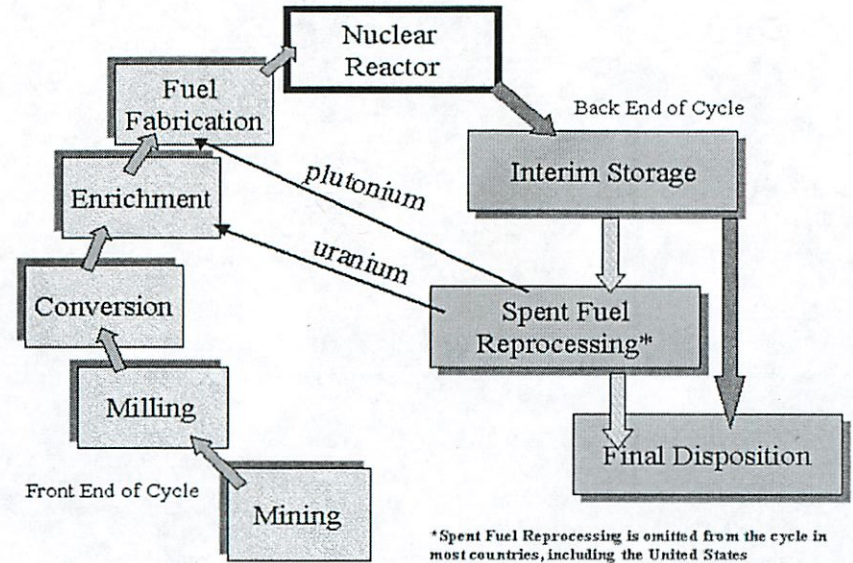 Nuclear
Reactor
Fuel
Fabrication
Back End of Cycle
Interim Storage
Enrichment
plutonium
uranium
Conversion
Spent Fuel
Reprocessing*
Milling
Final Disposition
Front End of Cycle
Mining
*Spent Fuel Reprocessing is omitted from the cycle in
most countries, including the United States